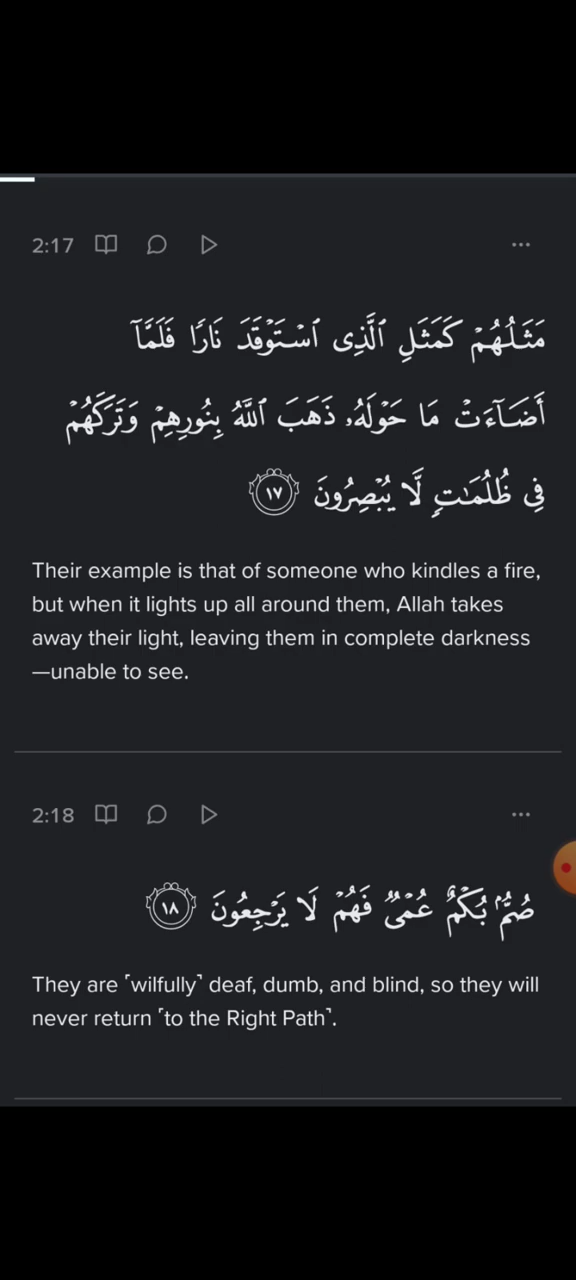 2:17
مَثَلُهُمْ كَمَثَلِ ٱلَّذِى ٱسْتَوْقَدَ نَارًا فَلَمَّآ
أَضَآءَتْ مَا حَوْلَهُۥ ذَهَبَ ٱللَّهُ بِنُورِهِمْ وَتَرَكَهُمْ
فِى ظُلُمَـٰتٍ لَّا يُبْصِرُونَ ١٧
Their example is that of someone who kindles a fire,
but when it lights up all around them, Allah takes
away their light, leaving them in complete darkness
—unable to see.
2:18
صُمٌّۢ بُكْمٌ عُمْىٌ فَهُمْ لَا يَرْجِعُونَ ١٨
They are ˹wilfully˺ deaf, dumb, and blind, so they will
never return ˹to the Right Path˺.